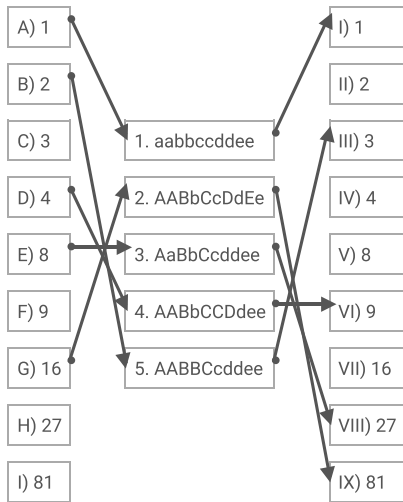 A) 1
B) 2
C) 3
D) 4
E) 8
F) 9
G) 16
H) 27
I) 81
1. aabbccddee
2. AABbCcDdEe
3. AaBbCcddee
4. AABbCCDdee
5. AABBCcddee
I) 1
II) 2
III) 3
IV) 4
V) 8
VI) 9
VII) 16
VIII) 27
IX) 81